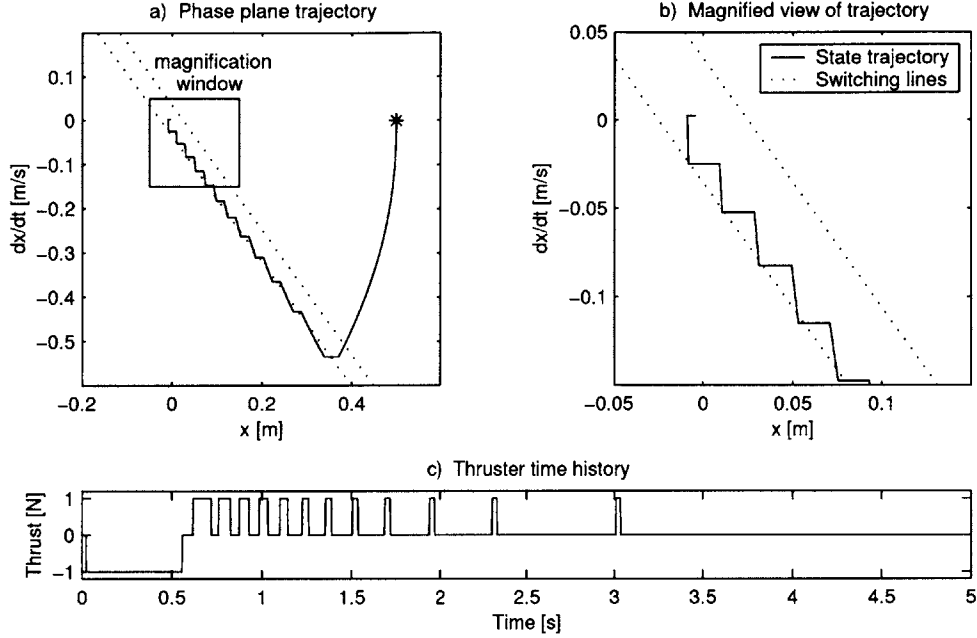 a) Phase plane trajectory
b) Magnified view of trajectory
0.1
0
−0.1
−0.2
−0.3
−0.4
−0.5
dx/dt [m/s]
magnification
window
−0.2
0
0.2
0.4
x [m]
0.05
0
−0.05
−0.1
dx/dt [m/s]
State trajectory
Switching lines
−0.05
0
0.05
0.1
x [m]
c) Thruster time history
1
0
−1
Thrust [N]
0
0.5
1
1.5
2
2.5
3
3.5
4
4.5
5
Time [s]